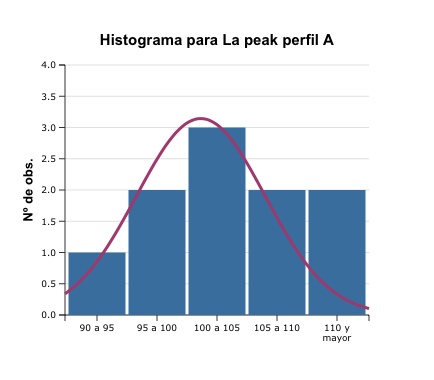 Histograma para La peak perfil A
Nº de obs.
4.0
3.5
3.0
2.5
2.0
1.5
1.0
0.5
0.0
90 a 95
95 a 100
100 a 105
105 a 110
110 y
mayor